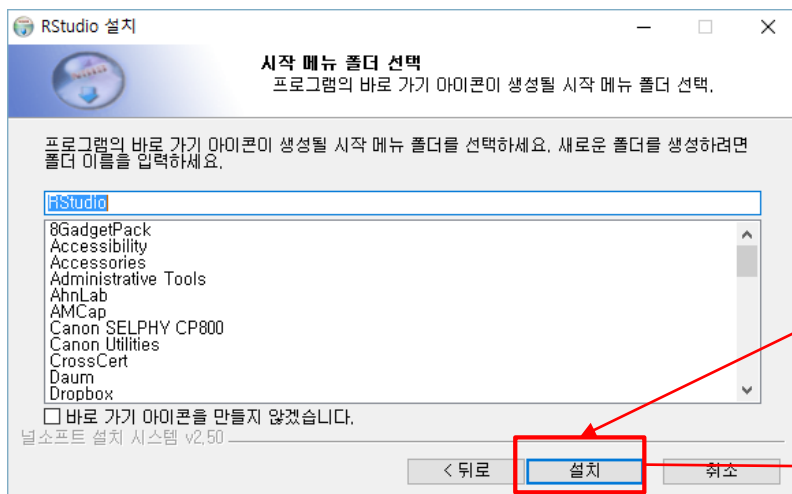 RStudio 설치
시작 메뉴 폴더 선택
프로그램의 바로 가기 아이콘이 생성될 시작 메뉴 폴더 선택.
프로그램의 바로 가기 아이콘이 생성될 시작 메뉴 폴더를 선택하세요. 새로운 폴더를 생성하려면
폴더 이름을 입력하세요.
RStudio
8GadgetPack
Accessibility
Accessories
Administrative Tools
AhnLab
AMCap
Canon SELPHY CP800
Canon Utilities
CrossCert
Daum
Dropbox
바로 가기 아이콘을 만들지 않겠습니다.
널소프트 설치 시스템 v2.50
< 뒤로
설치
취소